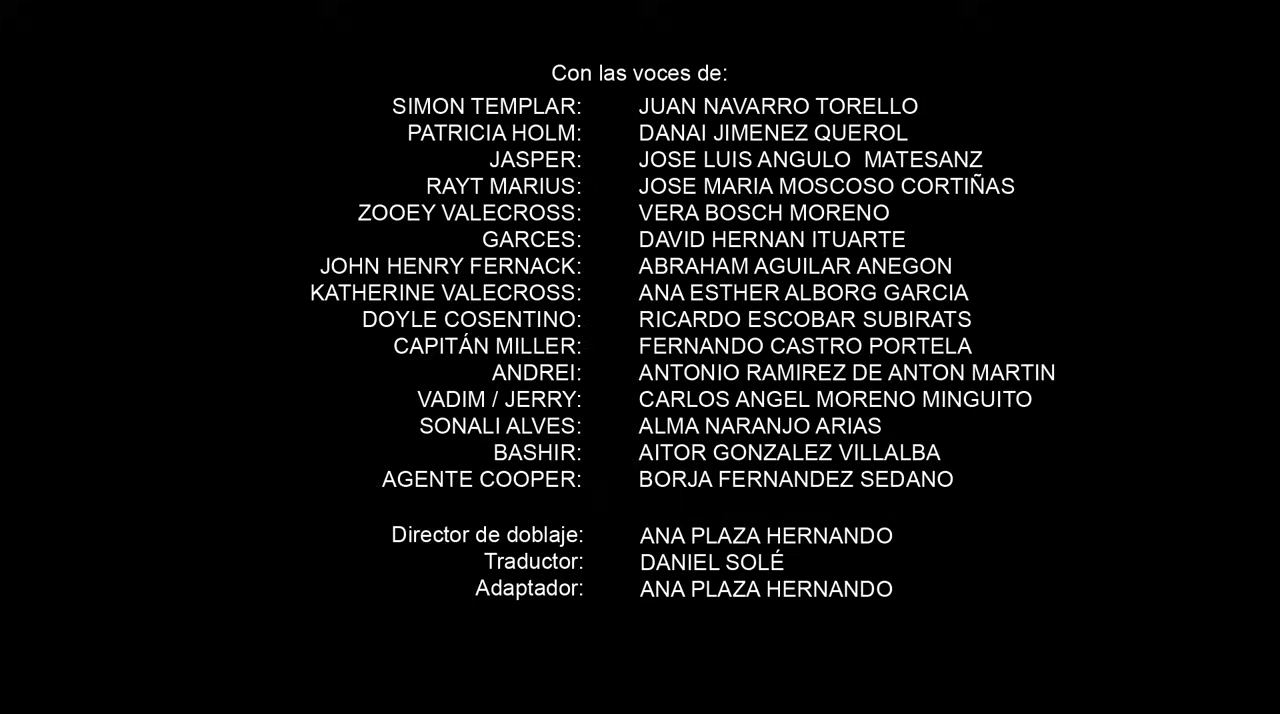 Con las voces de:
SIMON TEMPLAR: JUAN NAVARRO TORELLO
PATRICIA HOLM: DANAI JIMENEZ QUEROL
JASPER: JOSE LUIS ANGULO  MATESANZ
RAYT MARIUS: JOSE MARIA MOSCOSO CORTIÑAS
ZOOEY VALECROSS: VERA BOSCH MORENO
GARCES: DAVID HERNAN ITUARTE
JOHN HENRY FERNACK: ABRAHAM AGUILAR ANEGON
KATHERINE VALECROSS: ANA ESTHER ALBORG GARCIA
DOYLE COSENTINO: RICARDO ESCOBAR SUBIRATS
CAPITÁN MILLER: FERNANDO CASTRO PORTELA
ANDREI: ANTONIO RAMIREZ DE ANTON MARTIN
VADIM / JERRY: CARLOS ANGEL MORENO MINGUITO
SONALI ALVES: ALMA NARANJO ARIAS
BASHIR: AITOR GONZALEZ VILLALBA
AGENTE COOPER: BORJA FERNANDEZ SEDANO
Director de doblaje: ANA PLAZA HERNANDO
Traductor: DANIEL SOLÉ
Adaptador: ANA PLAZA HERNANDO